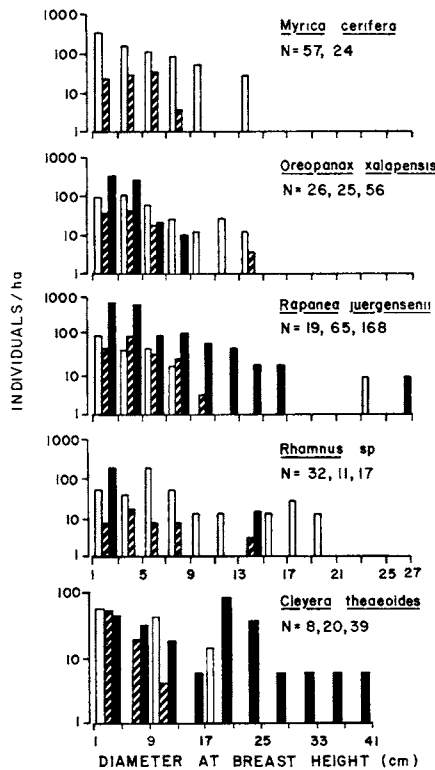 1000
100
10
1
Myrica cerifera
N= 57, 24
1000
100
10
1
Oreopanax xalapensis
N= 26, 25, 56
1000
100
10
1
Rapanea juergensenii
N= 19, 65, 168
1000
100
10
1
Rhamnus sp
N= 32, 11, 17
1 5 9 13 17 21 25 27
100
10
1
Cleyera theaeoides
N= 8, 20, 39
1 9 17 25 33 41
DIAMETER AT BREAST HEIGHT (cm)
INDIVIDUALS/ha